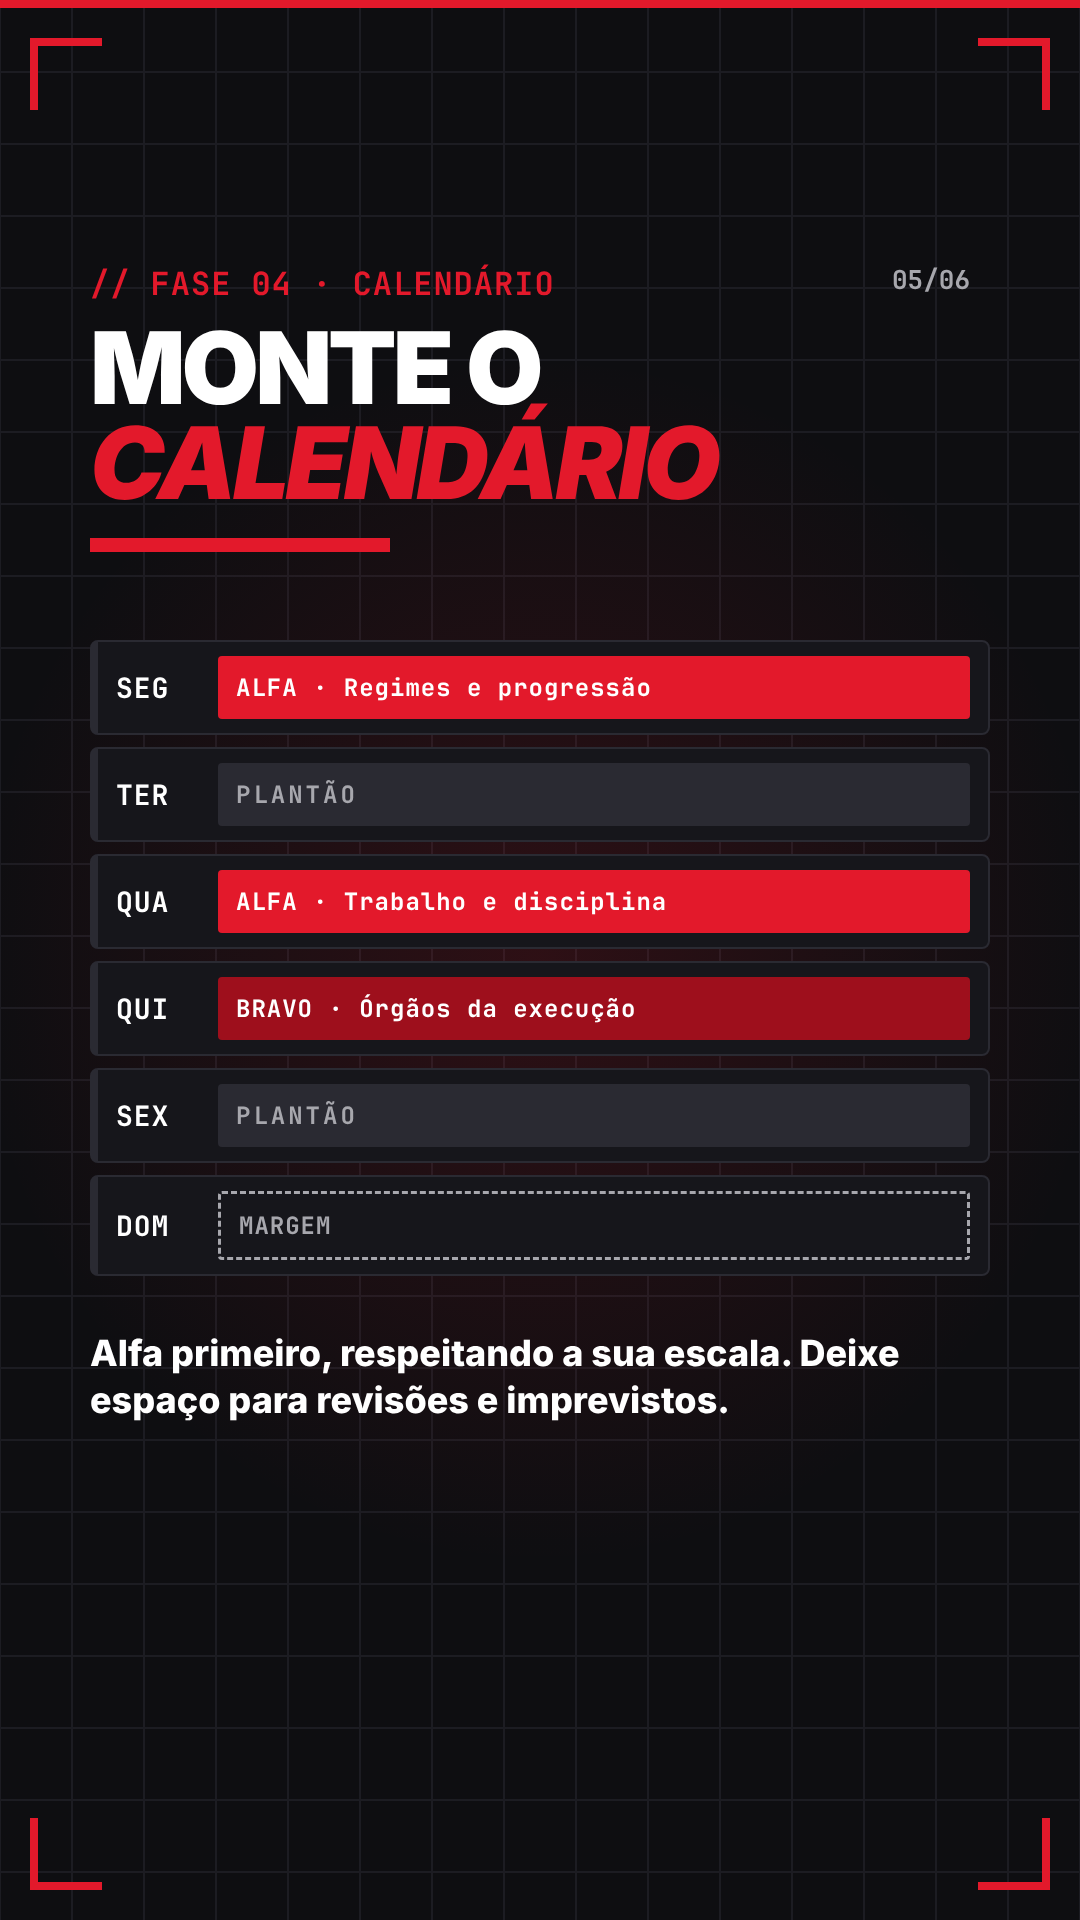 // FASE 04 · CALENDÁRIO
05/06
MONTE O
CALENDÁRIO
SEG
ALFA · Regimes e progressão
TER
PLANTÃO
QUA
ALFA · Trabalho e disciplina
QUI
BRAVO · Órgãos da execução
SEX
PLANTÃO
DOM
MARGEM
Alfa primeiro, respeitando a sua escala. Deixe
espaço para revisões e imprevistos.